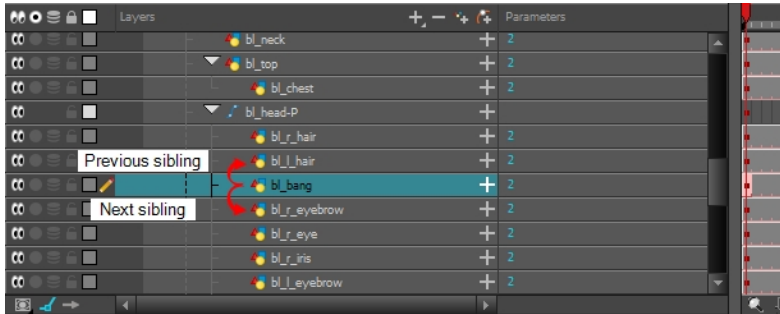 Layers Parameters
bl_neck 2
bl_top 2
bl_chest 2
bl_head-P
bl_r_hair 2
Previous sibling bl_l_hair 2
bl_bang 2
Next sibling bl_r_eyebrow 2
bl_r_eye 2
bl_r_iris 2
bl_l_eyebrow 2